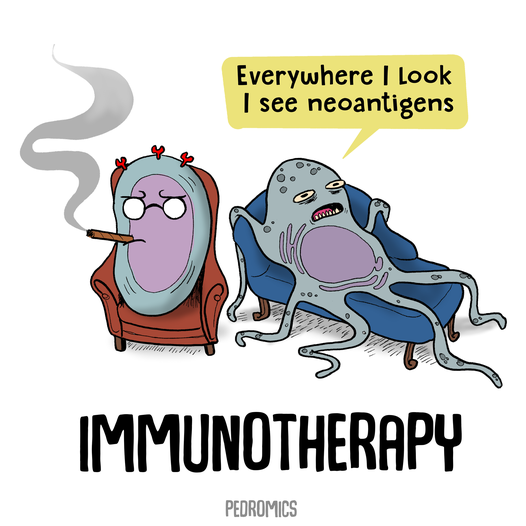 Everywhere I Look
I see neoantigens
IMMUNOTHERAPY
PEDROMICS